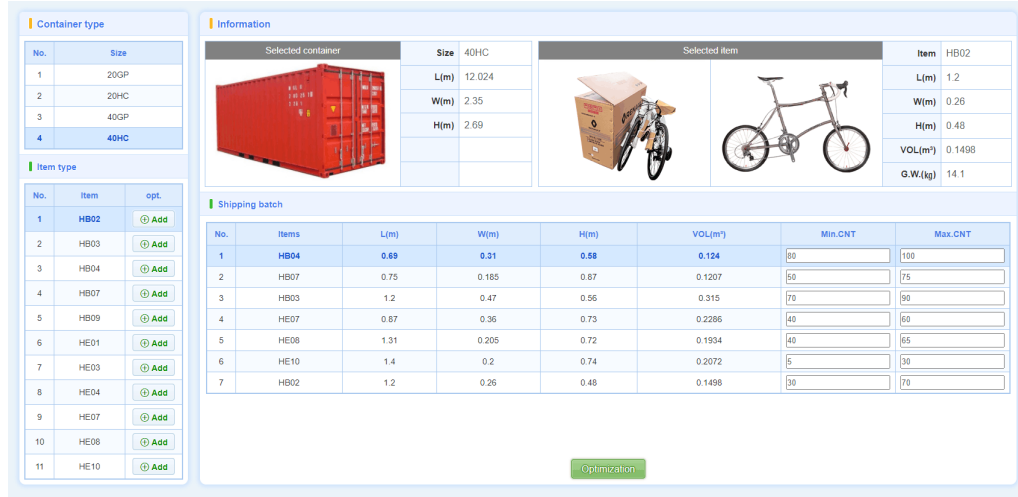 Container type
No. Size
1 20GP
2 20HC
3 40GP
4 40HC
Item type
No. Item opt.
1 HB02 Add
2 HB03 Add
3 HB04 Add
4 HB07 Add
5 HB09 Add
6 HE01 Add
7 HE03 Add
8 HE04 Add
9 HE07 Add
10 HE08 Add
11 HE10 Add
Information
Selected container
Size 40HC
L(m) 12.024
W(m) 2.35
H(m) 2.69
Selected item
Item HB02
L(m) 1.2
W(m) 0.26
H(m) 0.48
VOL(m³) 0.1498
G.W.(kg) 14.1
Shipping batch
No. Items L(m) W(m) H(m) VOL(m³) Min.CNT Max.CNT
1 HB04 0.69 0.31 0.58 0.124 80 100
2 HB07 0.75 0.185 0.87 0.1207 50 75
3 HB03 1.2 0.47 0.56 0.315 70 90
4 HE07 0.87 0.36 0.73 0.2286 40 60
5 HE08 1.31 0.205 0.72 0.1934 40 65
6 HE10 1.4 0.2 0.74 0.2072 5 30
7 HB02 1.2 0.26 0.48 0.1498 30 70
Optimization